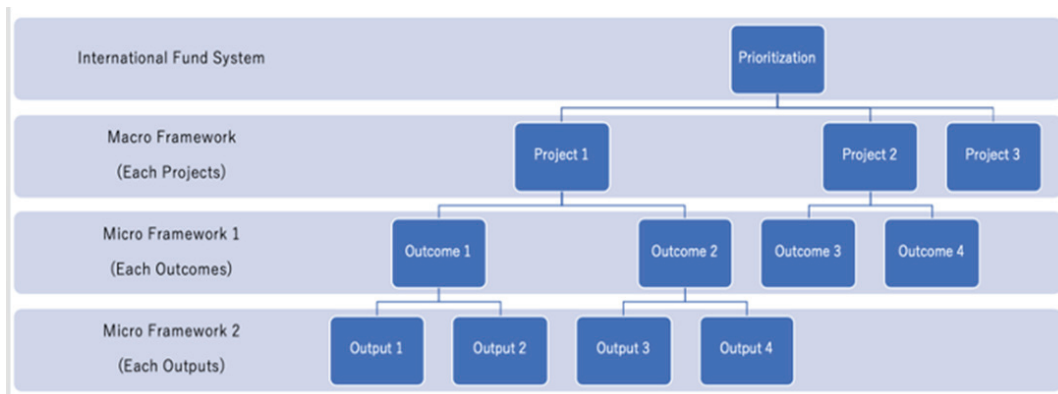 International Fund System
Prioritization
Macro Framework
(Each Projects)
Project 1
Project 2
Project 3
Micro Framework 1
(Each Outcomes)
Outcome 1
Outcome 2
Outcome 3
Outcome 4
Micro Framework 2
(Each Outputs)
Output 1
Output 2
Output 3
Output 4